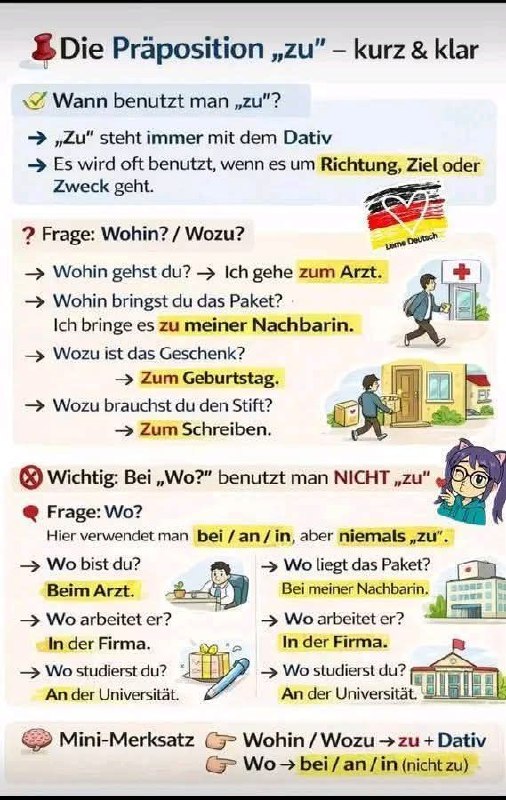 Die Präposition „zu” – kurz & klar
Wann benutzt man „zu”?
→ „Zu” steht immer mit dem Dativ
→ Es wird oft benutzt, wenn es um Richtung, Ziel oder
Zweck geht.
Lerne Deutsch
? Frage: Wohin? / Wozu?
→ Wohin gehst du? → Ich gehe zum Arzt.
→ Wohin bringst du das Paket?
Ich bringe es zu meiner Nachbarin.
→ Wozu ist das Geschenk?
→ Zum Geburtstag.
→ Wozu brauchst du den Stift?
→ Zum Schreiben.
Wichtig: Bei „Wo?” benutzt man NICHT „zu”
Frage: Wo?
Hier verwendet man bei / an / in, aber niemals „zu”.
→ Wo bist du?
Beim Arzt.
→ Wo arbeitet er?
In der Firma.
→ Wo studierst du?
An der Universität.
→ Wo liegt das Paket?
Bei meiner Nachbarin.
→ Wo arbeitet er?
In der Firma.
→ Wo studierst du?
An der Universität.
Mini-Merksatz
Wohin / Wozu → zu + Dativ
Wo → bei / an / in (nicht zu)